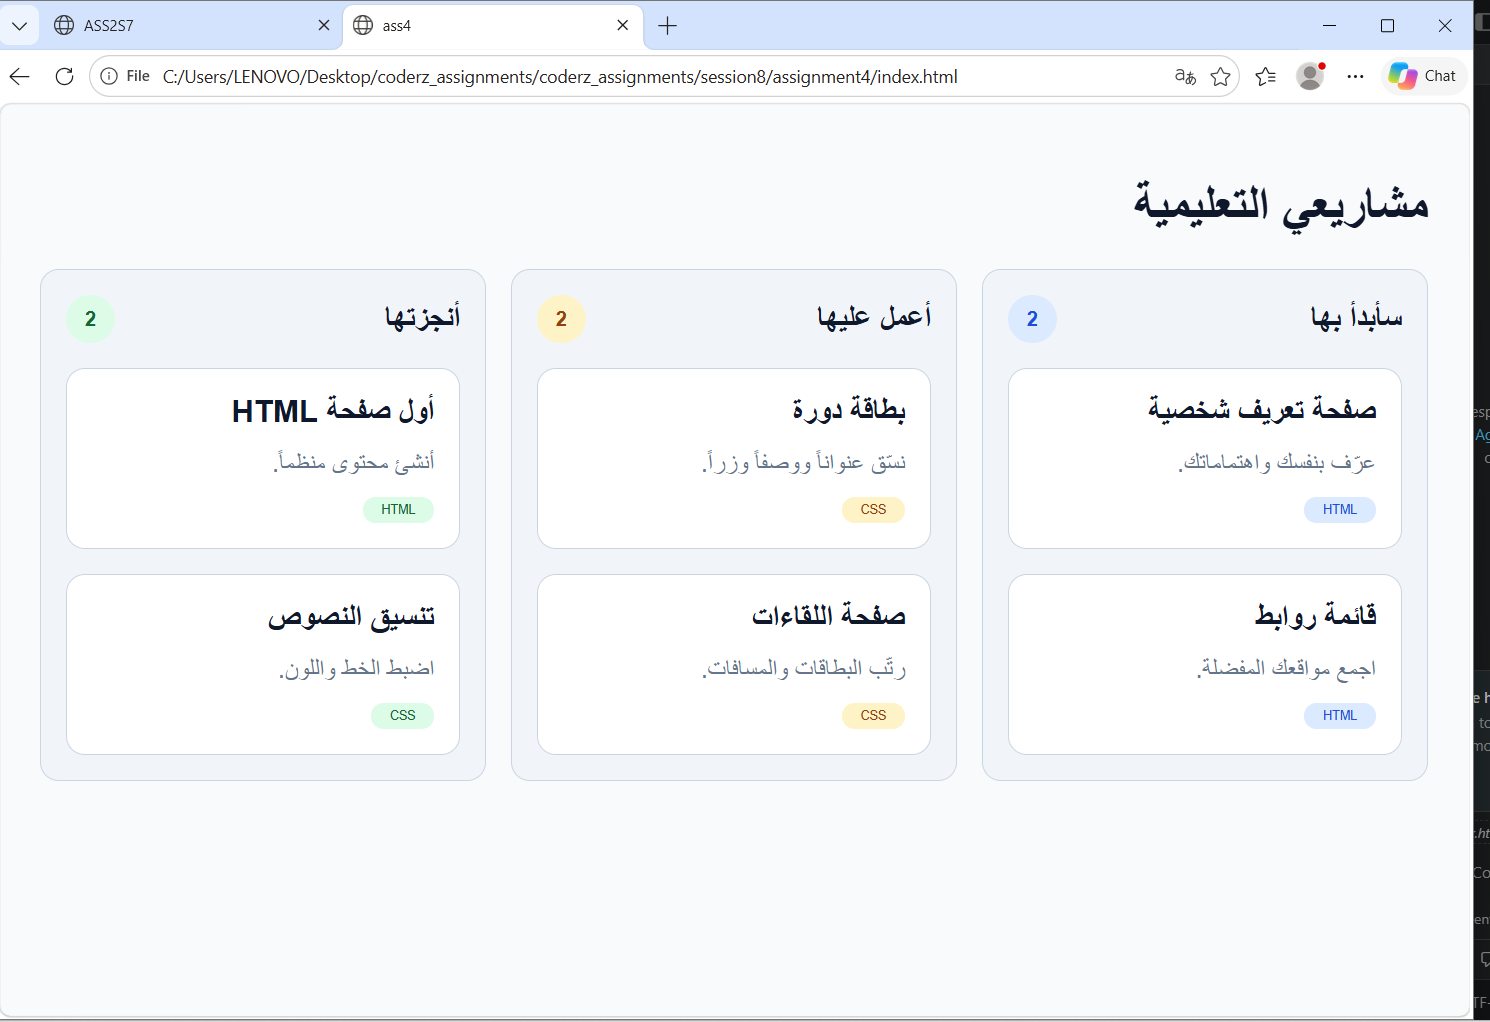 ASS2S7
ass4
File C:/Users/LENOVO/Desktop/coderz_assignments/coderz_assignments/session8/assignment4/index.html
Chat
مشاريعي التعليمية
سأبدأ بها
2
صفحة تعريف شخصية
عرّف بنفسك واهتماماتك.
HTML
قائمة روابط
اجمع مواقعك المفضلة.
HTML
أعمل عليها
2
بطاقة دورة
نسّق عنواناً ووصفاً وزراً.
CSS
صفحة اللقاءات
رتّب البطاقات والمسافات.
CSS
أنجزتها
2
أول صفحة HTML
أنشئ محتوى منظماً.
HTML
تنسيق النصوص
اضبط الخط واللون.
CSS